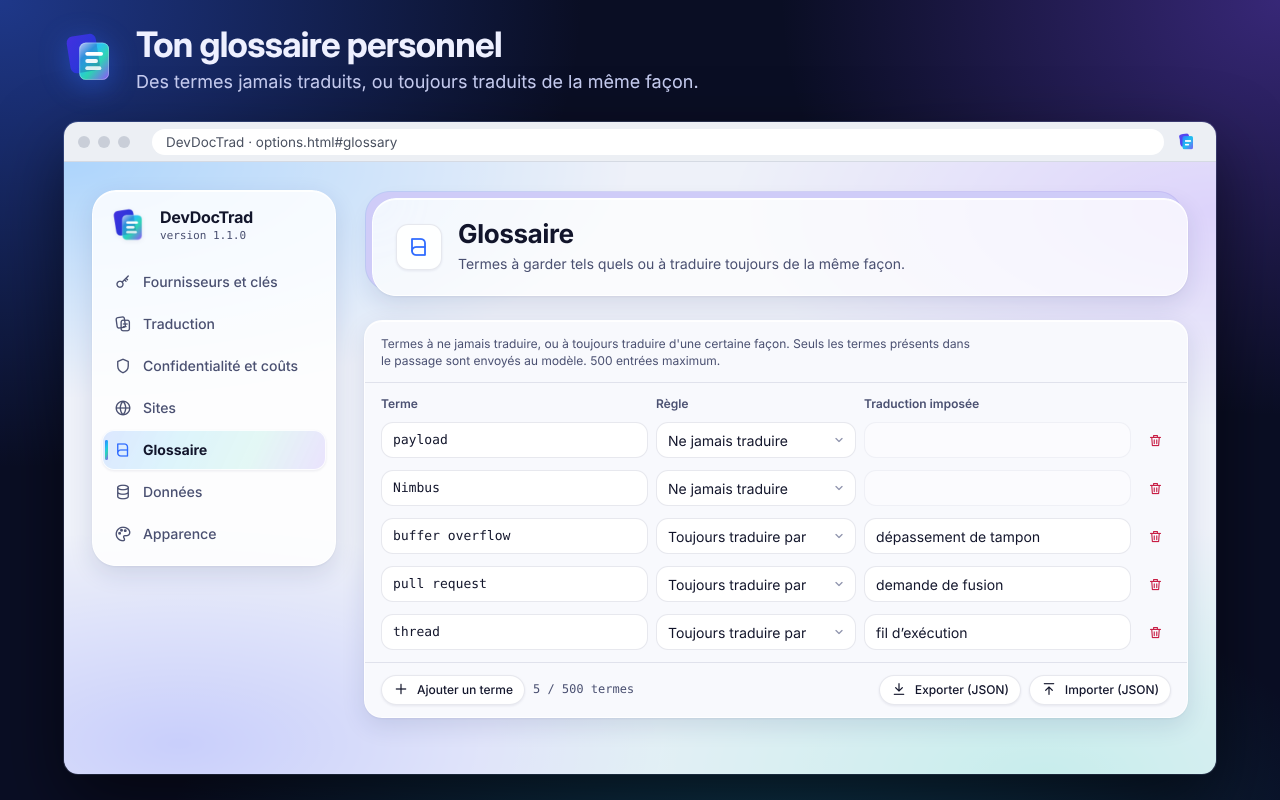 Ton glossaire personnel
Des termes jamais traduits, ou toujours traduits de la même façon.
DevDocTrad · options.html#glossary
DevDocTrad
version 1.1.0
Fournisseurs et clés
Traduction
Confidentialité et coûts
Sites
Glossaire
Données
Apparence
Glossaire
Termes à garder tels quels ou à traduire toujours de la même façon.
Termes à ne jamais traduire, ou à toujours traduire d'une certaine façon. Seuls les termes présents dans
le passage sont envoyés au modèle. 500 entrées maximum.
Terme Règle Traduction imposée
payload Ne jamais traduire
Nimbus Ne jamais traduire
buffer overflow Toujours traduire par dépassement de tampon
pull request Toujours traduire par demande de fusion
thread Toujours traduire par fil d’exécution
Ajouter un terme 5 / 500 termes Exporter (JSON) Importer (JSON)